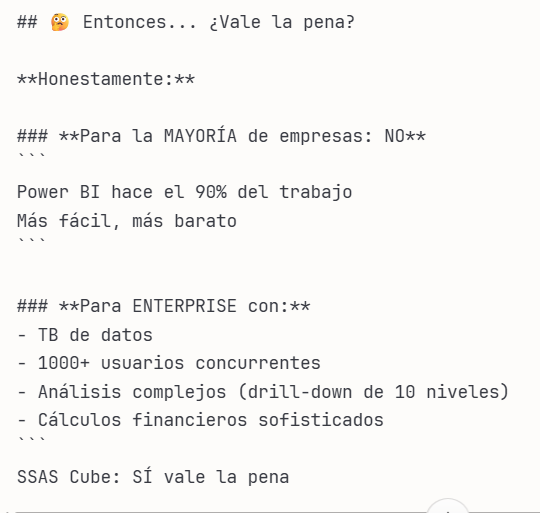 ## 🤔 Entonces... ¿Vale la pena?
**Honestamente:**
### **Para la MAYORÍA de empresas: NO**
```
Power BI hace el 90% del trabajo
Más fácil, más barato
```
### **Para ENTERPRISE con:**
- TB de datos
- 1000+ usuarios concurrentes
- Análisis complejos (drill-down de 10 niveles)
- Cálculos financieros sofisticados
```
SSAS Cube: SÍ vale la pena